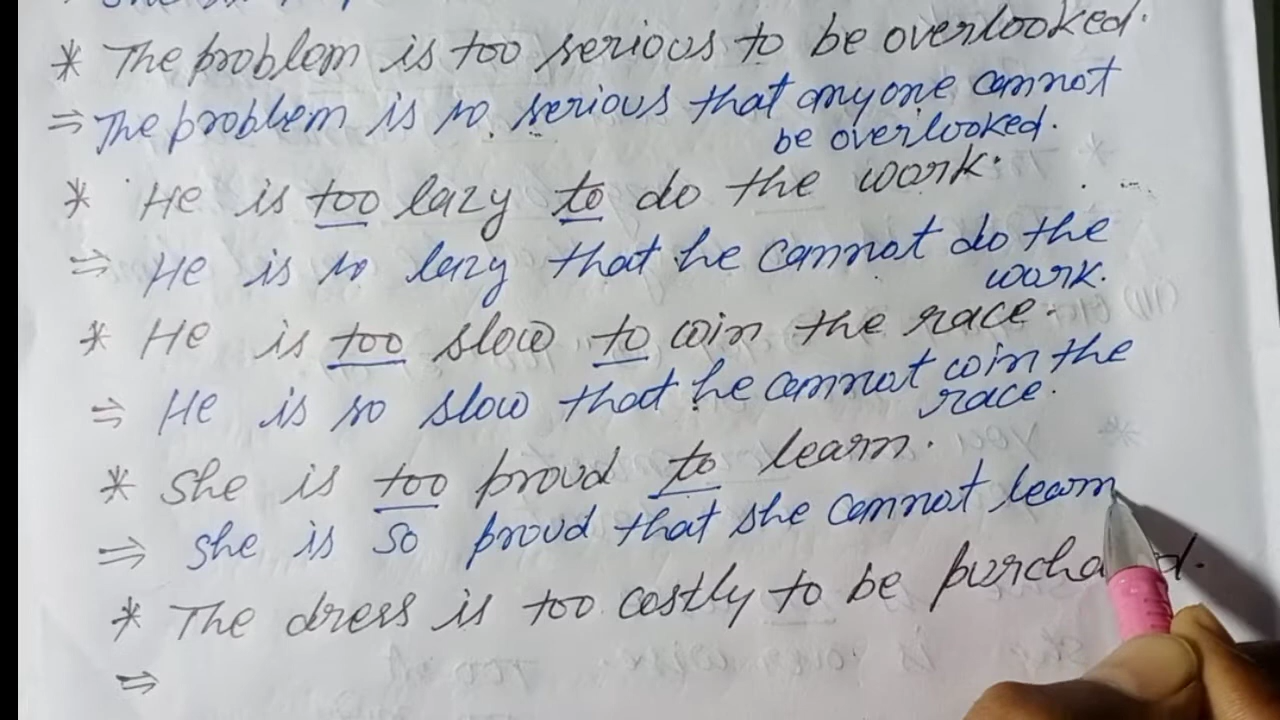 * The problem is too serious to be overlooked.
⇒ The problem is so serious that anyone cannot
be overlooked.
* He is too lazy to do the work.
⇒ He is so lazy that he cannot do the
work.
* He is too slow to win the race.
⇒ He is so slow that he cannot win the
race.
* She is too proud to learn.
⇒ she is so proud that she cannot learn
* The dress is too costly to be
⇒